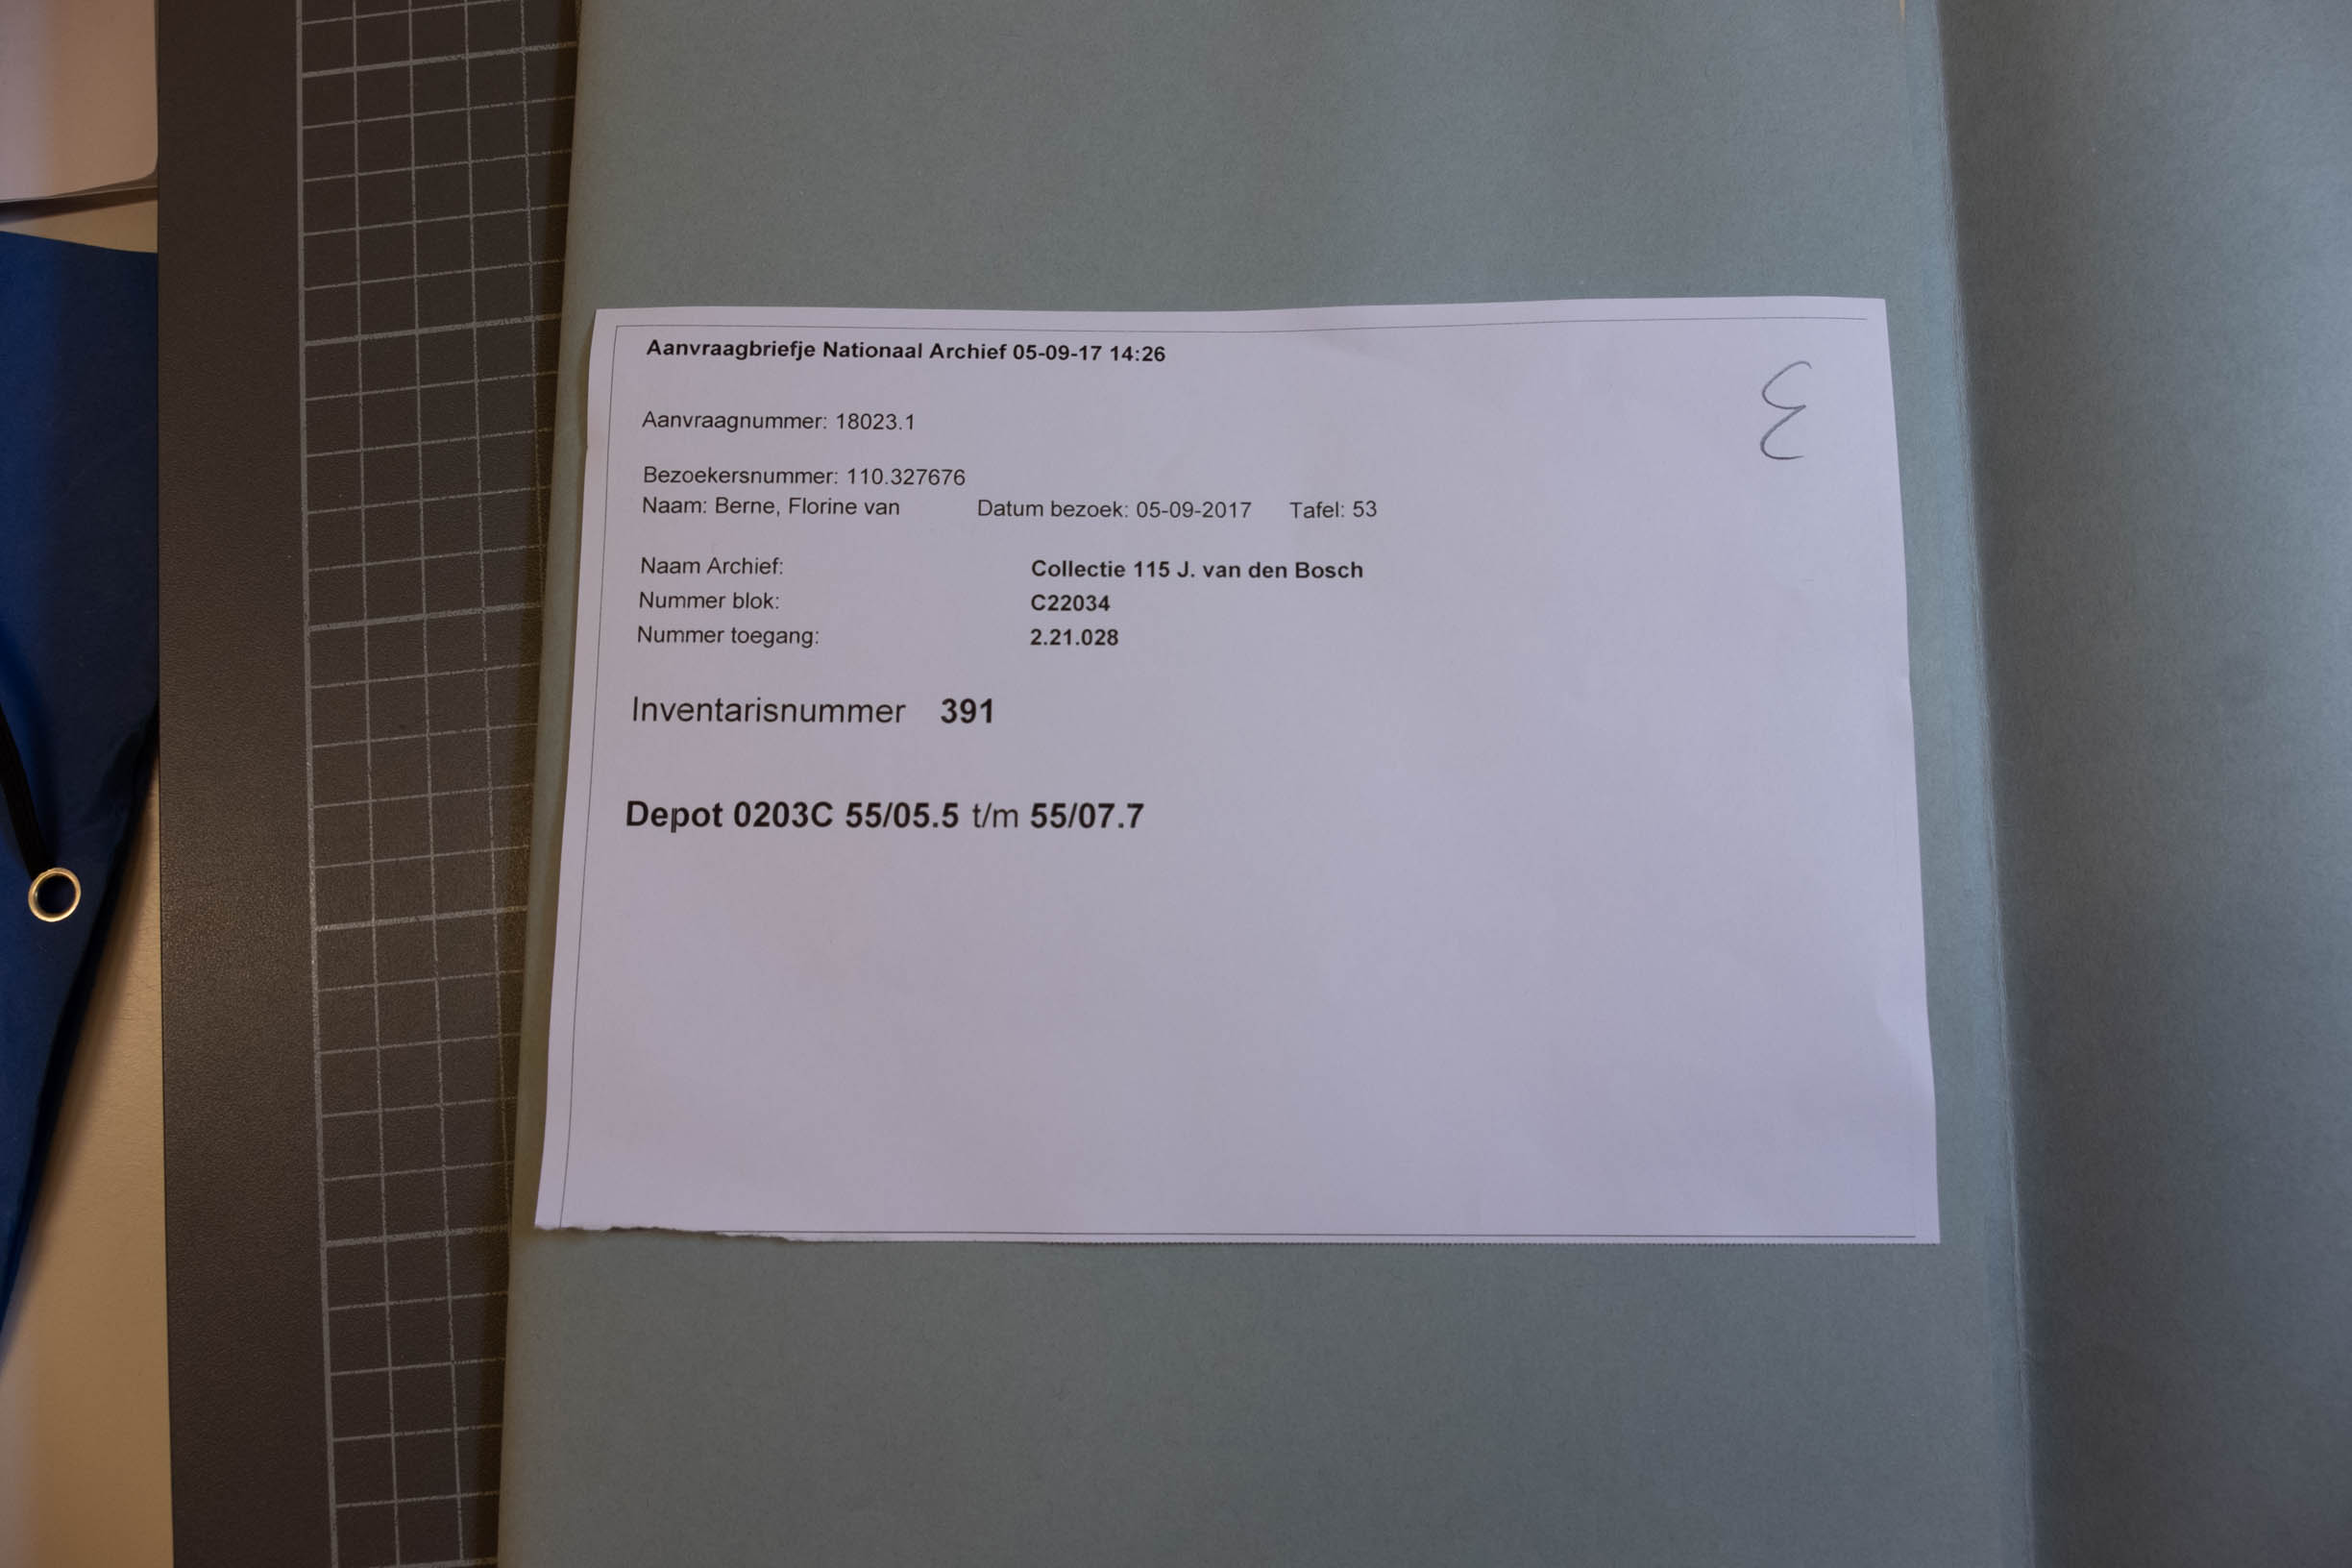 Aanvraagbriefje Nationaal Archief 05-09-17 14:26
Aanvraagnummer: 18023.1
Bezoekersnummer: 110.327676
Naam: Berne, Florine van Datum bezoek: 05-09-2017 Tafel: 53
Naam Archief: Collectie 115 J. van den Bosch
Nummer blok: C22034
Nummer toegang: 2.21.028
Inventarisnummer 391
Depot 0203C 55/05.5 t/m 55/07.7